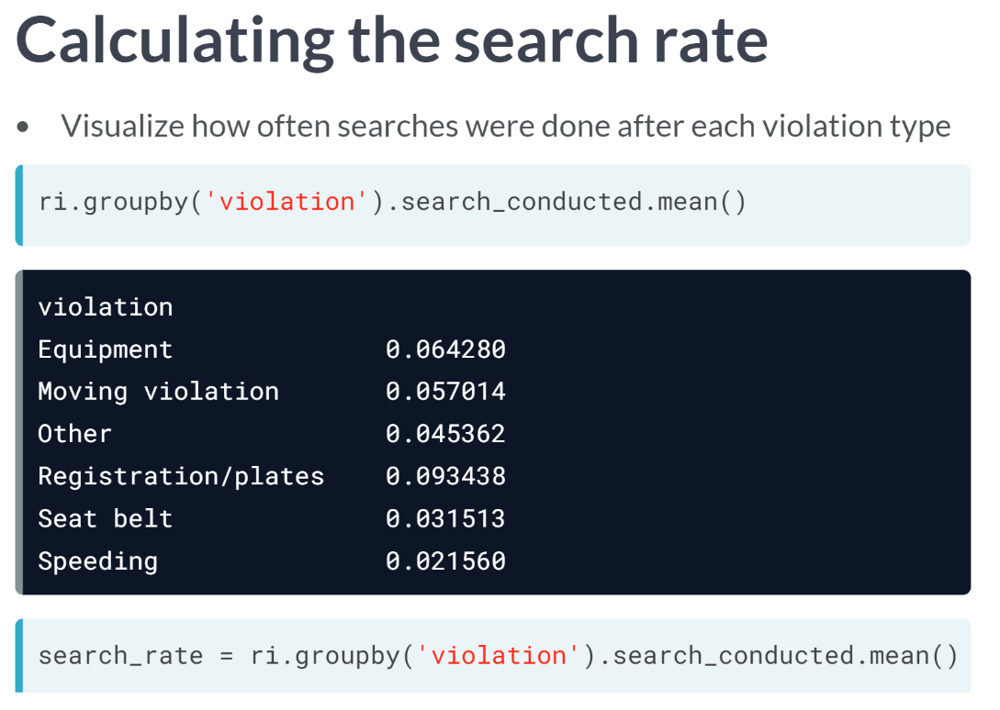 Calculating the search rate
• Visualize how often searches were done after each violation type
ri.groupby('violation').search_conducted.mean()
violation
Equipment 0.064280
Moving violation 0.057014
Other 0.045362
Registration/plates 0.093438
Seat belt 0.031513
Speeding 0.021560
search_rate = ri.groupby('violation').search_conducted.mean()